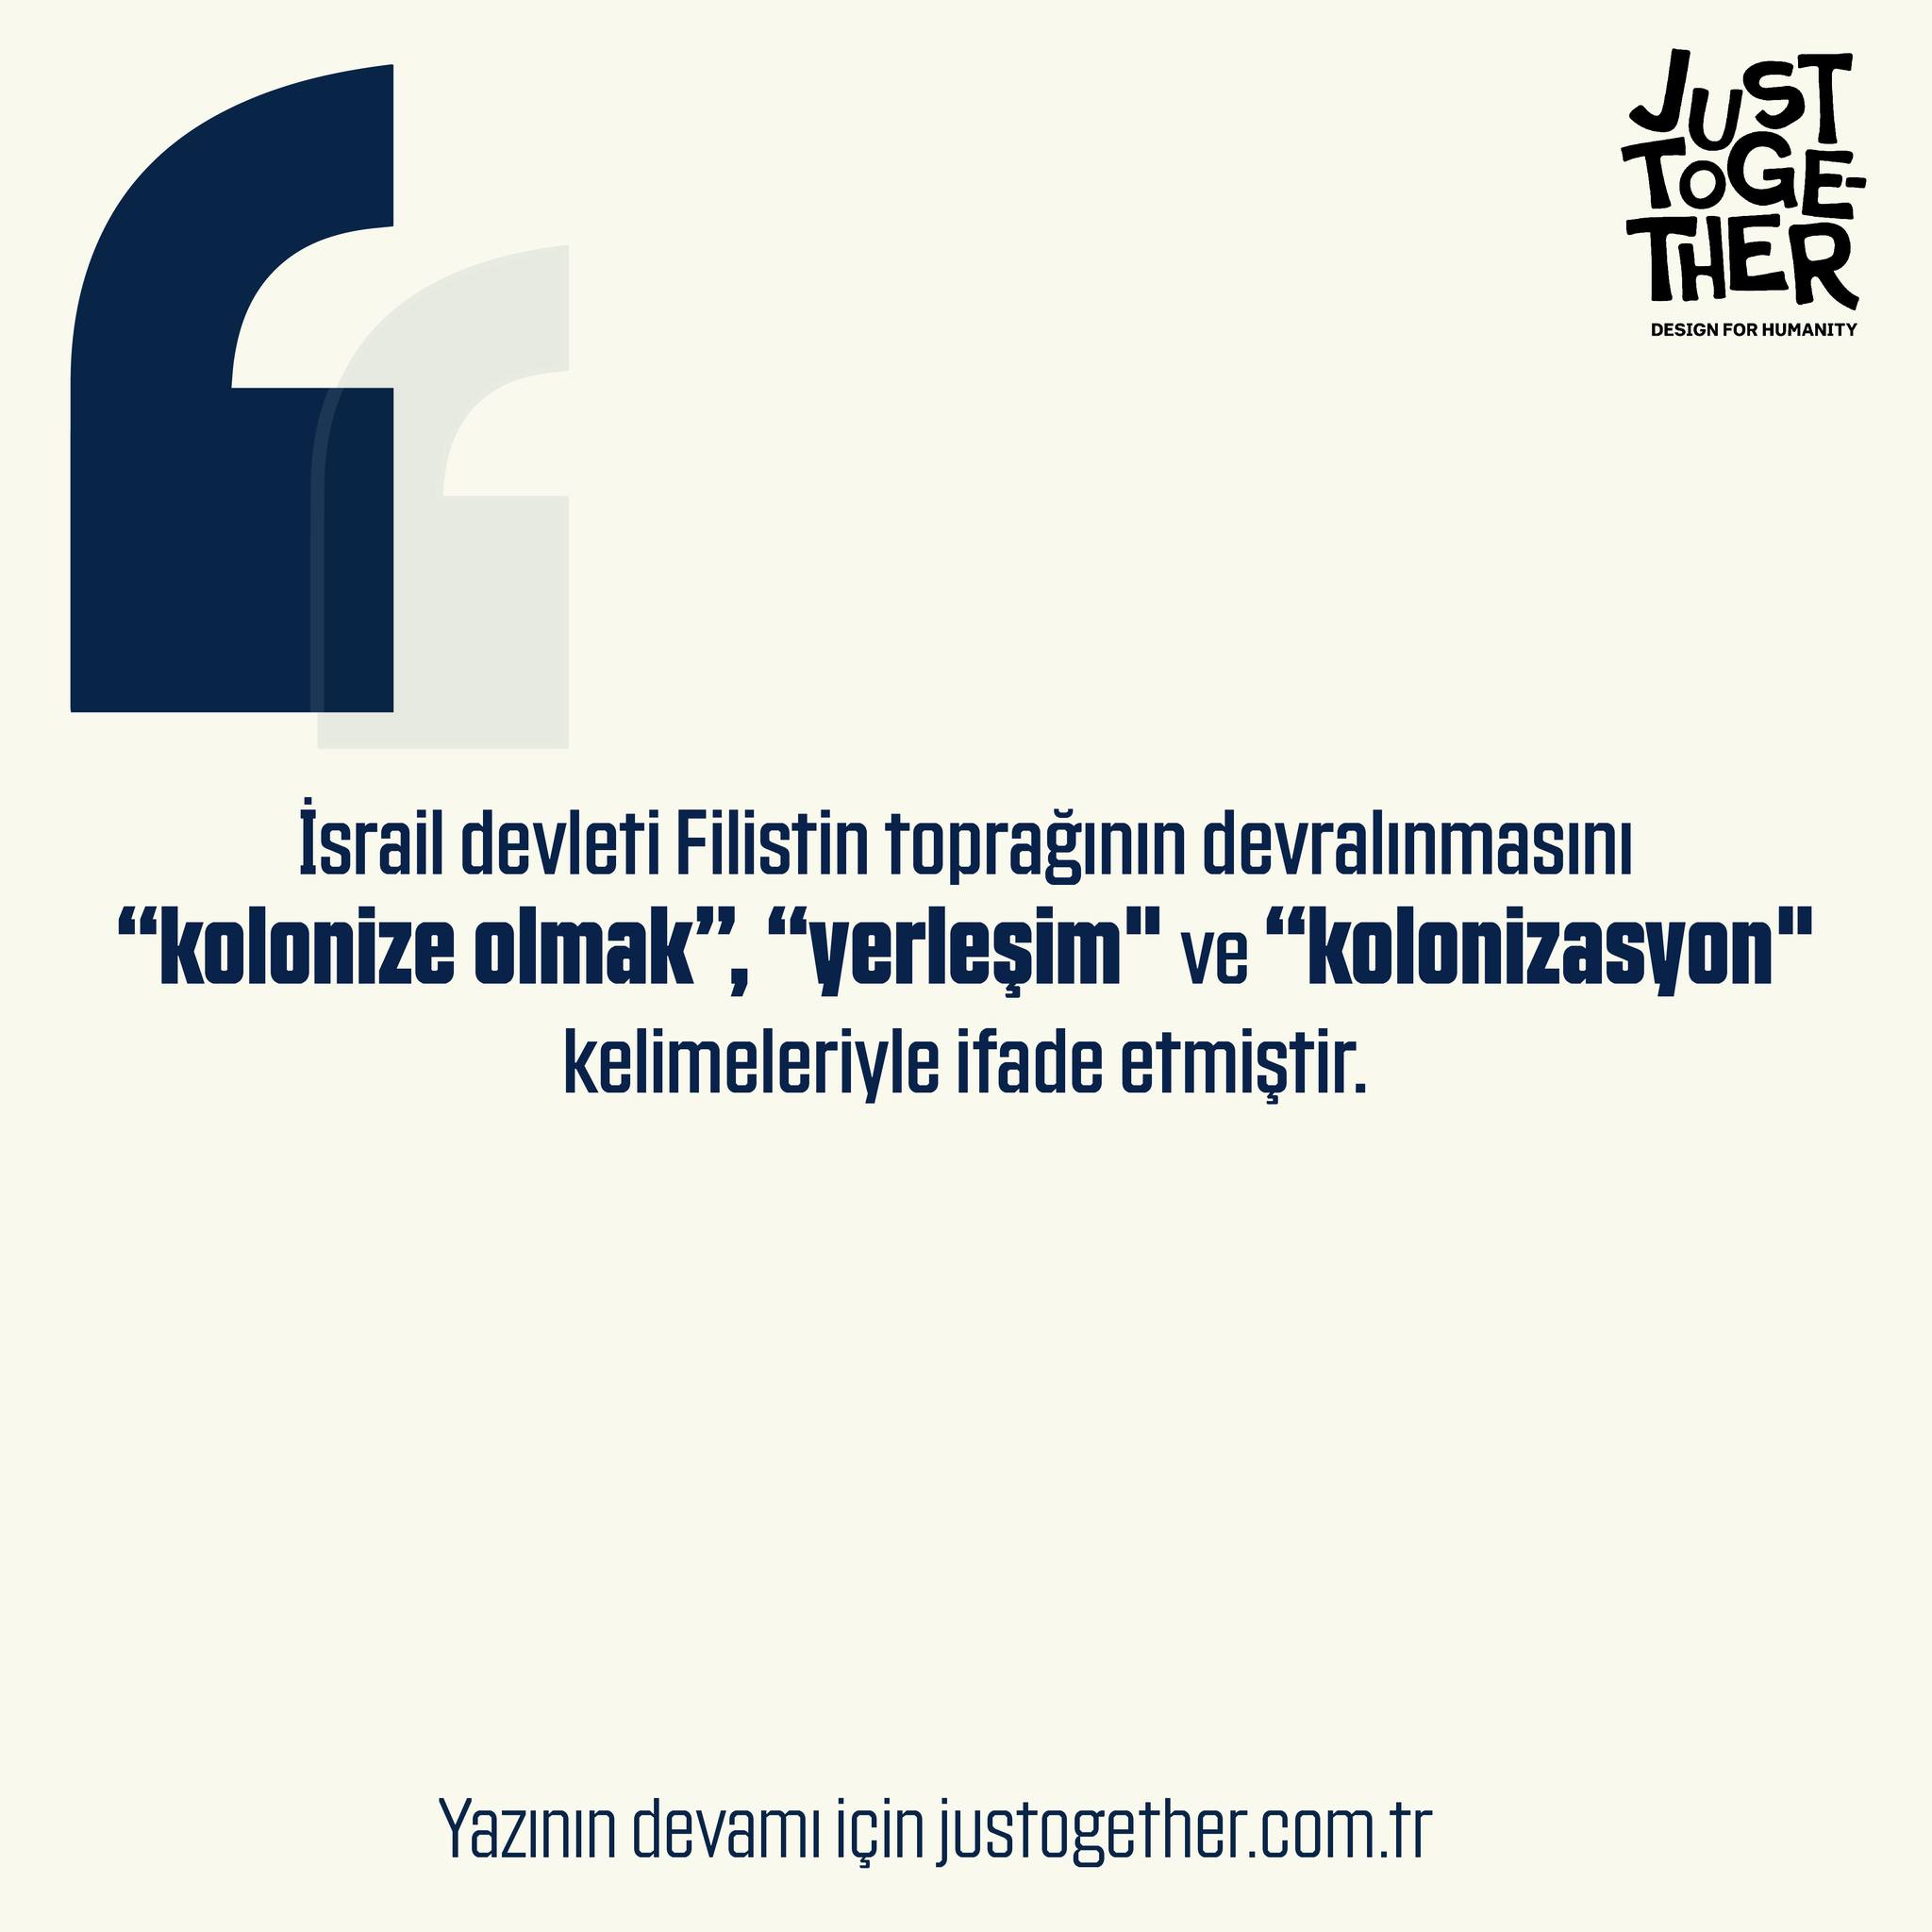 JUST
TOGE-
THER
DESIGN FOR HUMANITY
İsrail devleti Filistin toprağının devralınmasını
“kolonize olmak”, “yerleşim" ve “kolonizasyon"
kelimeleriyle ifade etmiştir.
Yazının devamı için justogether.com.tr